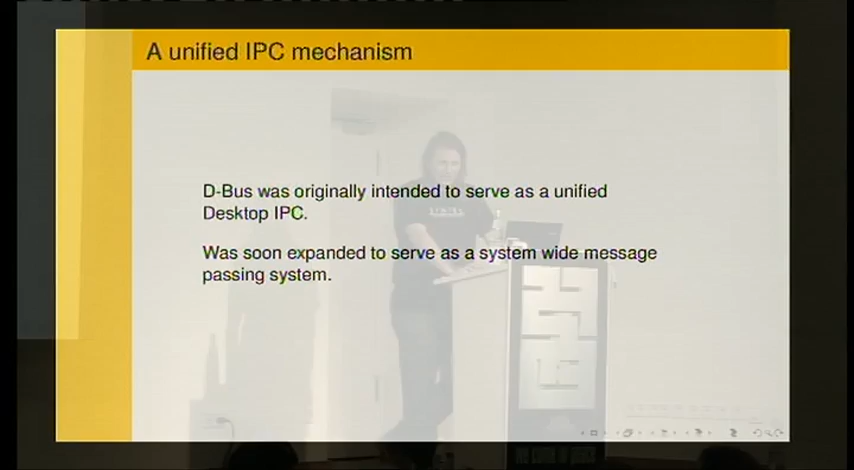 A unified IPC mechanism
D-Bus was originally intended to serve as a unified
Desktop IPC.
Was soon expanded to serve as a system wide message
passing system.